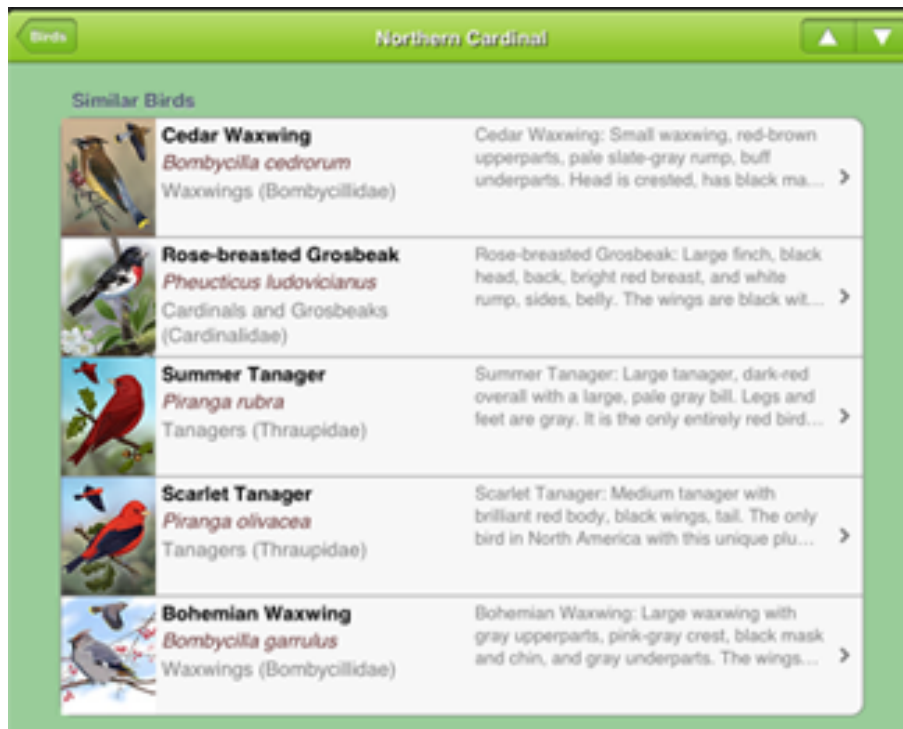 Birds
Northern Cardinal
Similar Birds
Cedar Waxwing
Bombycilla cedrorum
Waxwings (Bombycillidae)
Cedar Waxwing: Small waxwing, red-brown
upperparts, pale slate-gray rump, buff
underparts. Head is crested, has black ma...
Rose-breasted Grosbeak
Pheucticus ludovicianus
Cardinals and Grosbeaks
(Cardinalidae)
Rose-breasted Grosbeak: Large finch, black
head, back, bright red breast, and white
rump, sides, belly. The wings are black wit...
Summer Tanager
Piranga rubra
Tanagers (Thraupidae)
Summer Tanager: Large tanager, dark-red
overall with a large, pale gray bill. Legs and
feet are gray. It is the only entirely red bird...
Scarlet Tanager
Piranga olivacea
Tanagers (Thraupidae)
Scarlet Tanager: Medium tanager with
brilliant red body, black wings, tail. The only
bird in North America with this unique plu...
Bohemian Waxwing
Bombycilla garrulus
Waxwings (Bombycillidae)
Bohemian Waxwing: Large waxwing with
gray upperparts, pink-gray crest, black mask
and chin, and gray underparts. The wings...